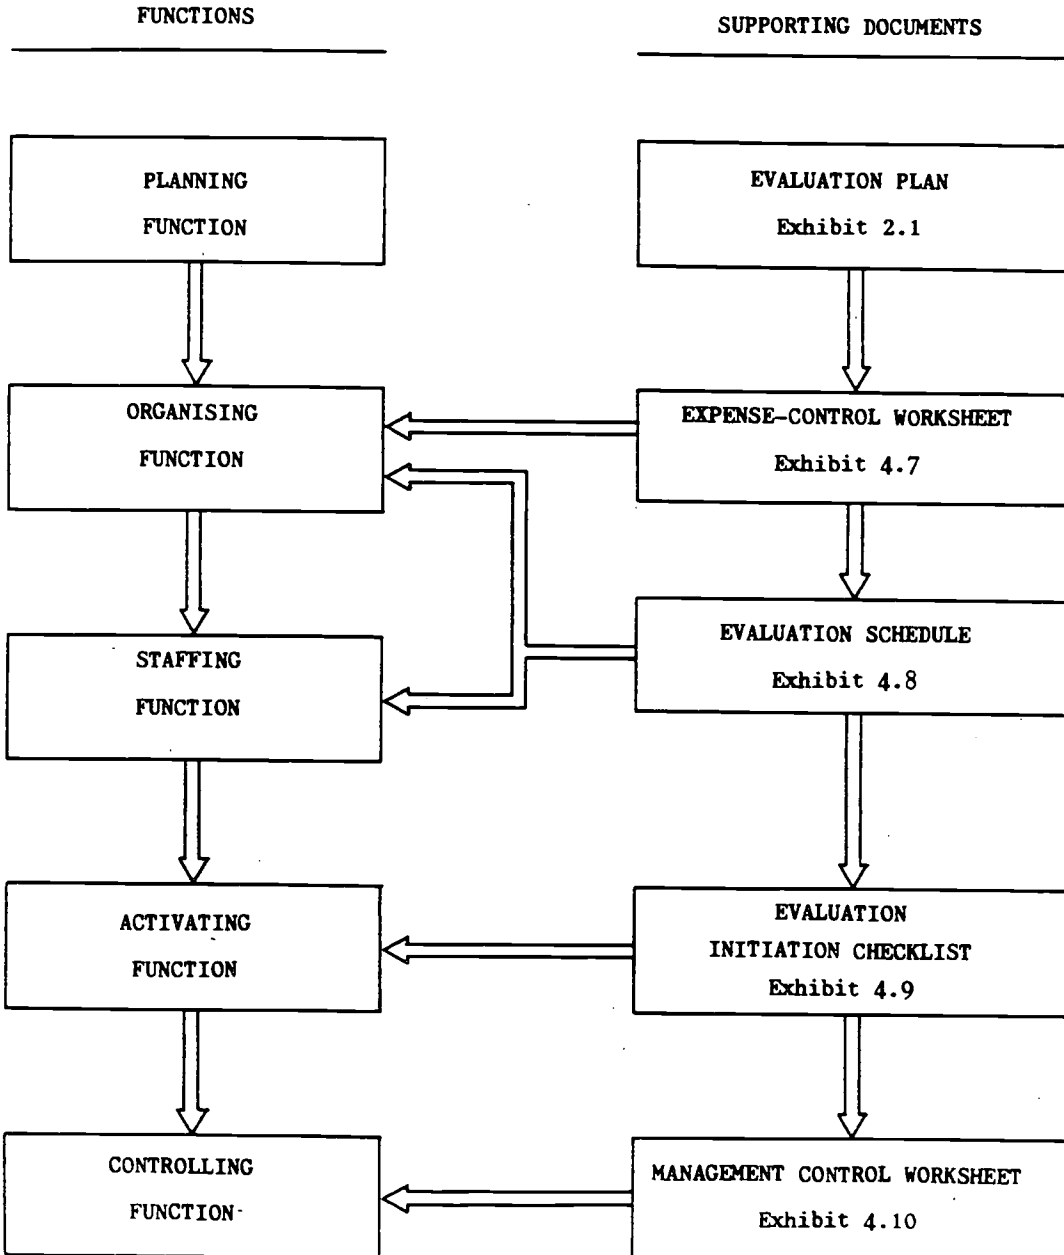 FUNCTIONS
SUPPORTING DOCUMENTS
PLANNING
FUNCTION
EVALUATION PLAN
Exhibit 2.1
ORGANISING
FUNCTION
EXPENSE-CONTROL WORKSHEET
Exhibit 4.7
STAFFING
FUNCTION
EVALUATION SCHEDULE
Exhibit 4.8
ACTIVATING
FUNCTION
EVALUATION
INITIATION CHECKLIST
Exhibit 4.9
CONTROLLING
FUNCTION
MANAGEMENT CONTROL WORKSHEET
Exhibit 4.10